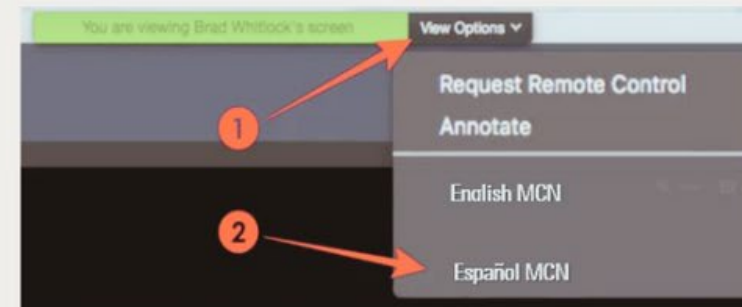 You are viewing Brad Whitlock's screen
View Options
1
Request Remote Control
Annotate
English MCN
2
Español MCN